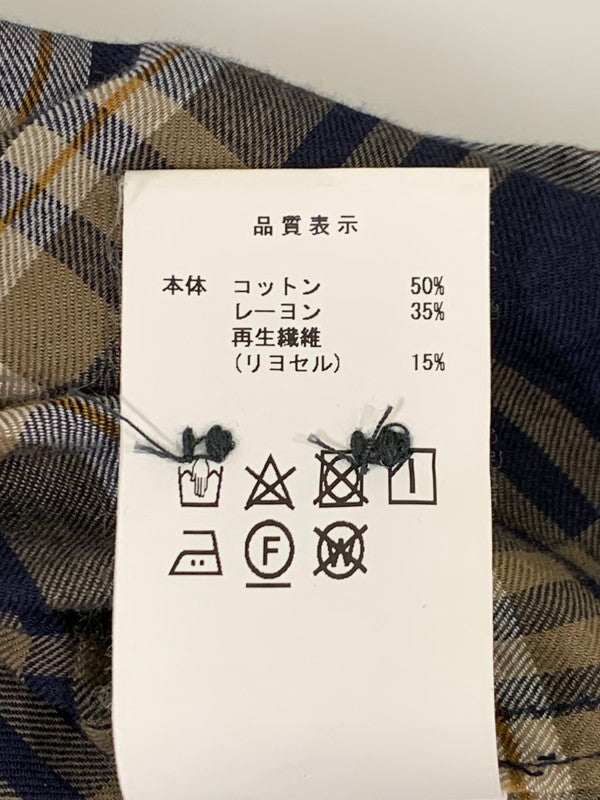 品質表示
本体 コットン 50%
レーヨン 35%
再生繊維
(リヨセル) 15%
F
W